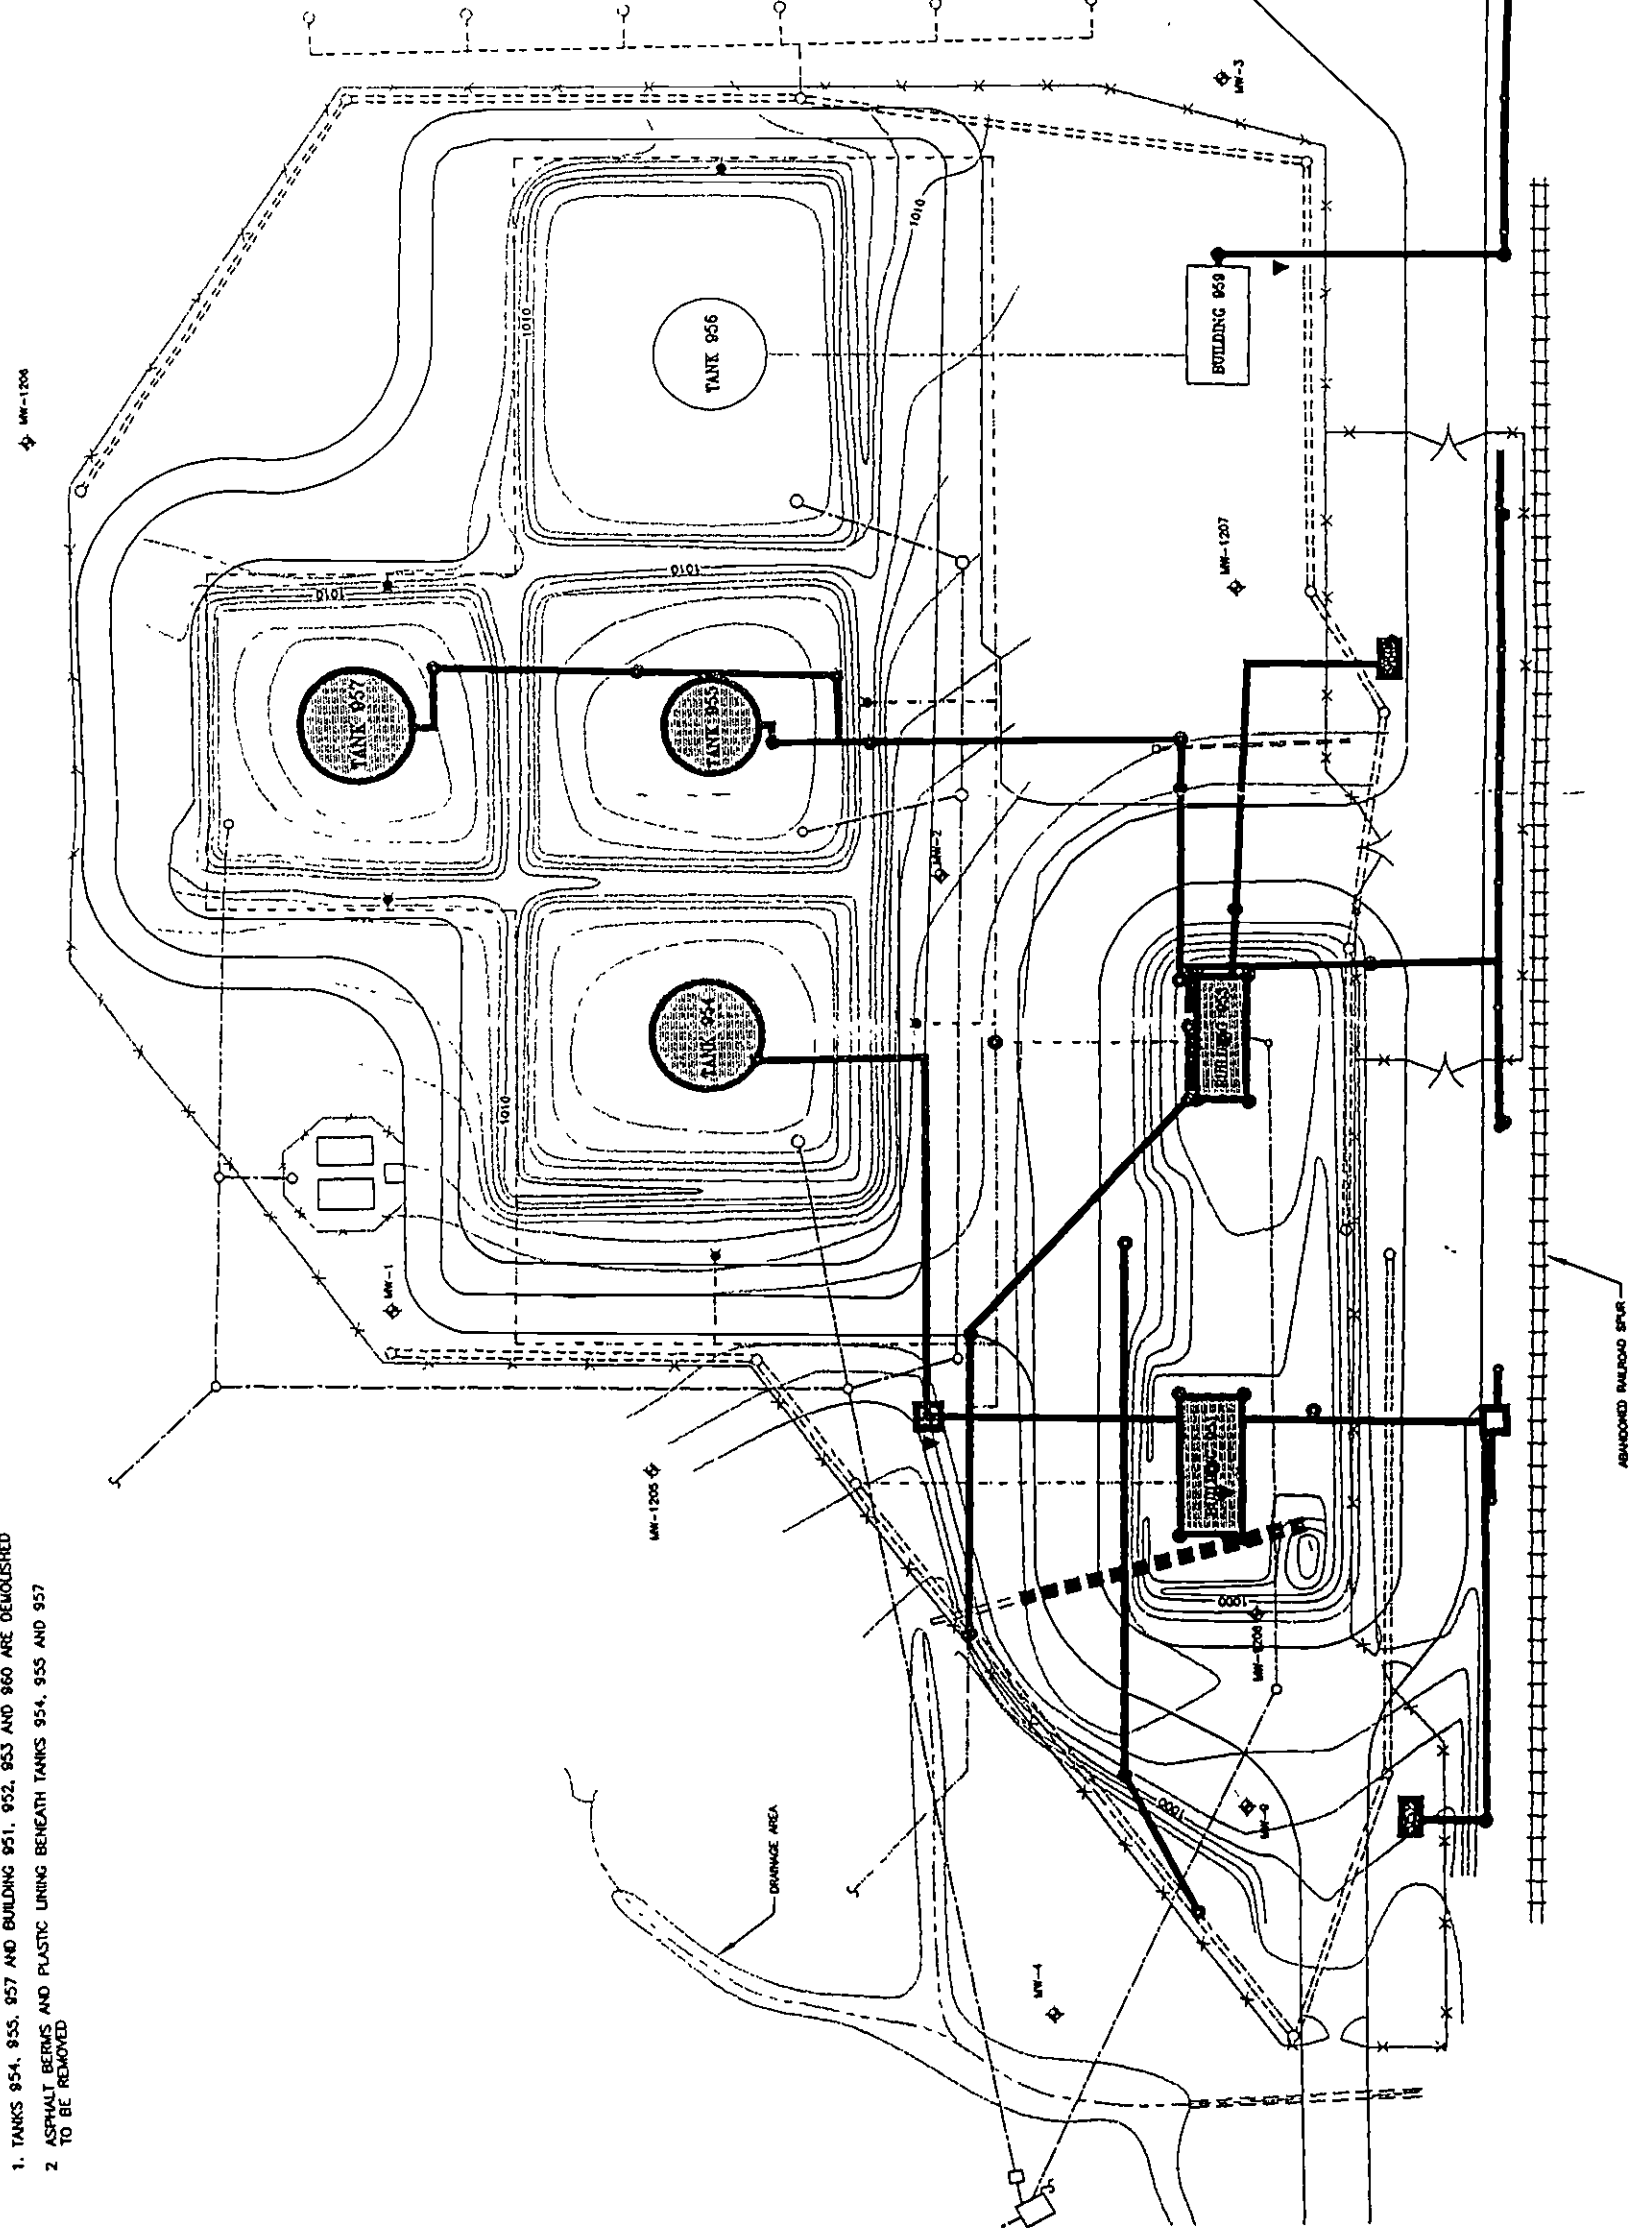 1. TANKS 954, 955, 957 AND BUILDING 951, 952, 953 AND 960 ARE DEMOLISHED
2 ASPHALT BERMS AND PLASTIC LINING BENEATH TANKS 954, 955 AND 957
TO BE REMOVED
MW-1206
MW-3
1010
1010
TANK 956
BUILDING 959
MW-1207
1010
1010
TANK 957
TANK 955
MW-2
TANK 954
1010
BUILDING 953
MW-1
MW-1205
BUILDING 951
1000
MW-1208
1000
DRAINAGE AREA
MW-4
ABANDONED RAILROAD SPUR